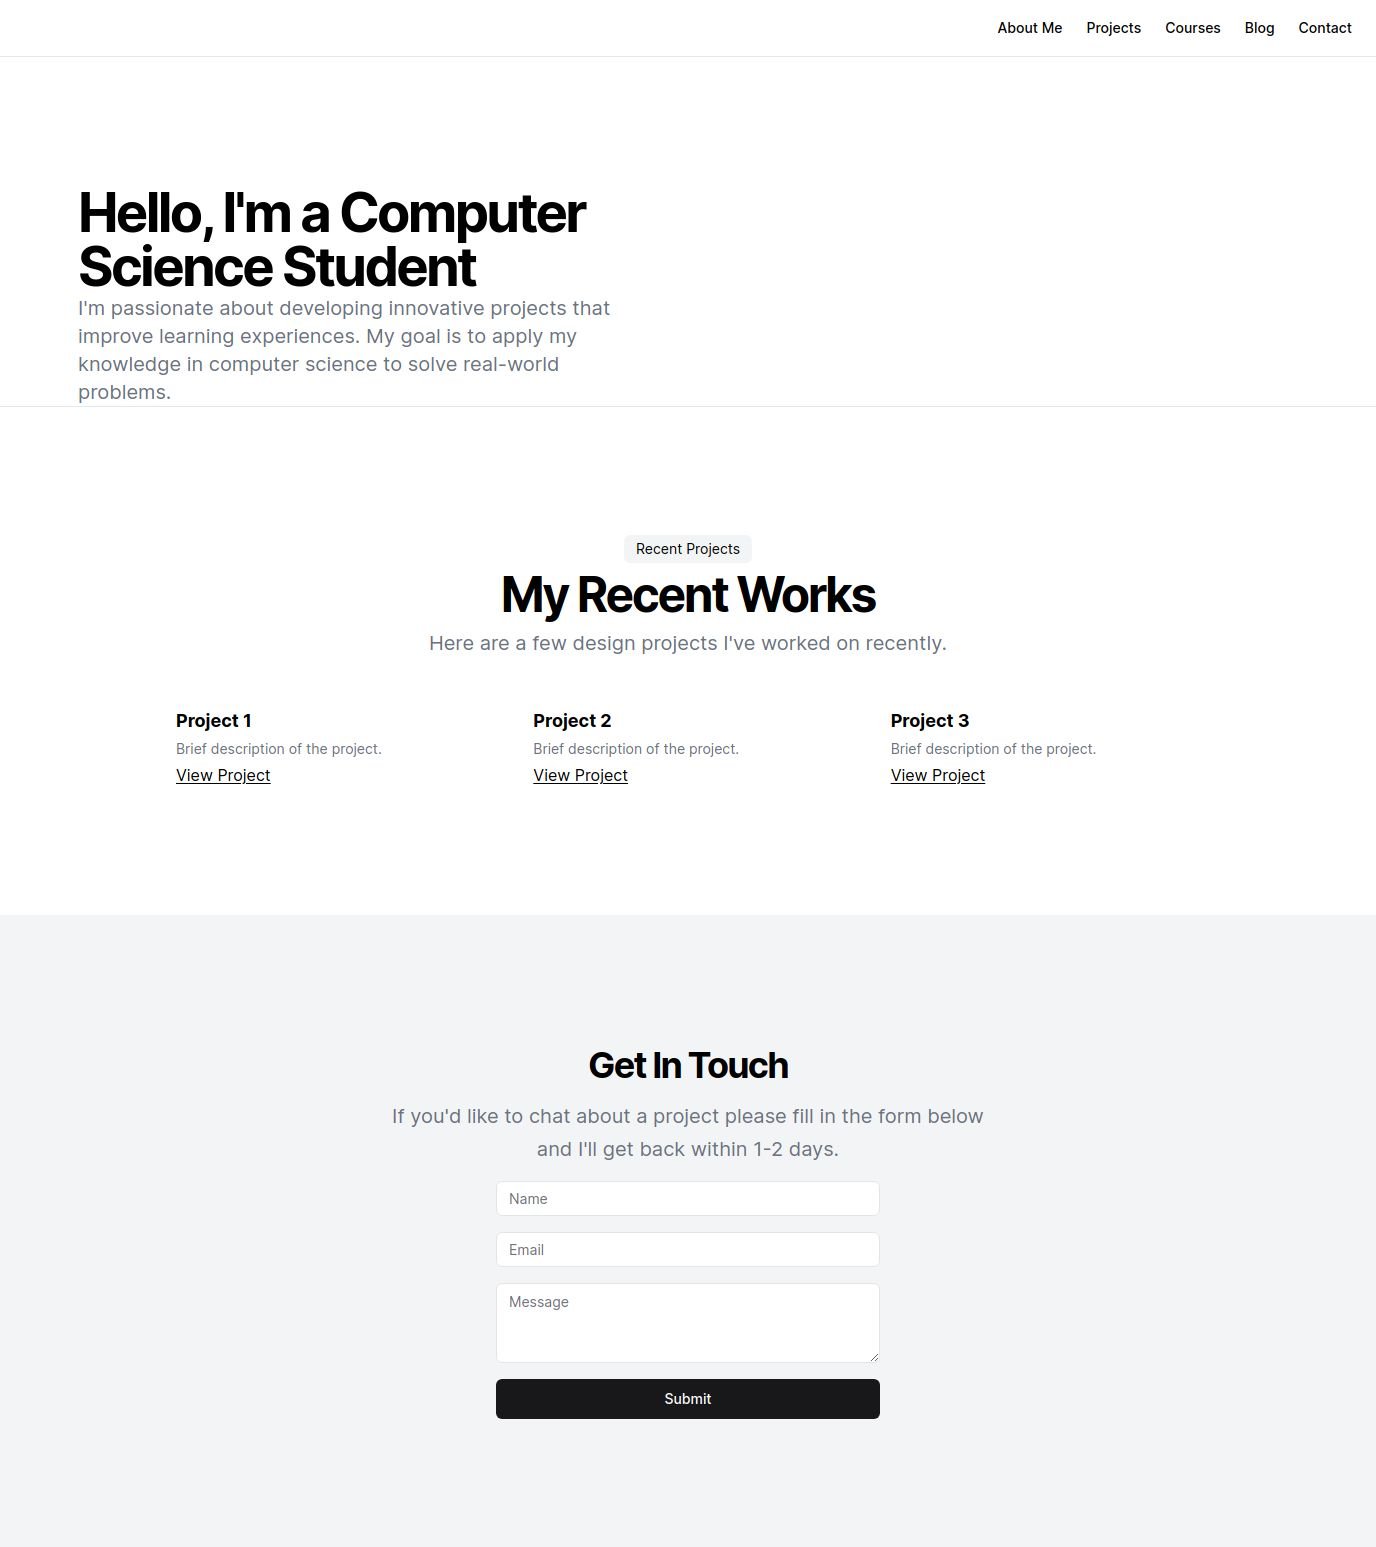 About Me Projects Courses Blog Contact
Hello, I'm a Computer
Science Student
I'm passionate about developing innovative projects that
improve learning experiences. My goal is to apply my
knowledge in computer science to solve real-world
problems.
Recent Projects
My Recent Works
Here are a few design projects I've worked on recently.
Project 1
Brief description of the project.
View Project
Project 2
Brief description of the project.
View Project
Project 3
Brief description of the project.
View Project
Get In Touch
If you'd like to chat about a project please fill in the form below
and I'll get back within 1-2 days.
Name
Email
Message
Submit